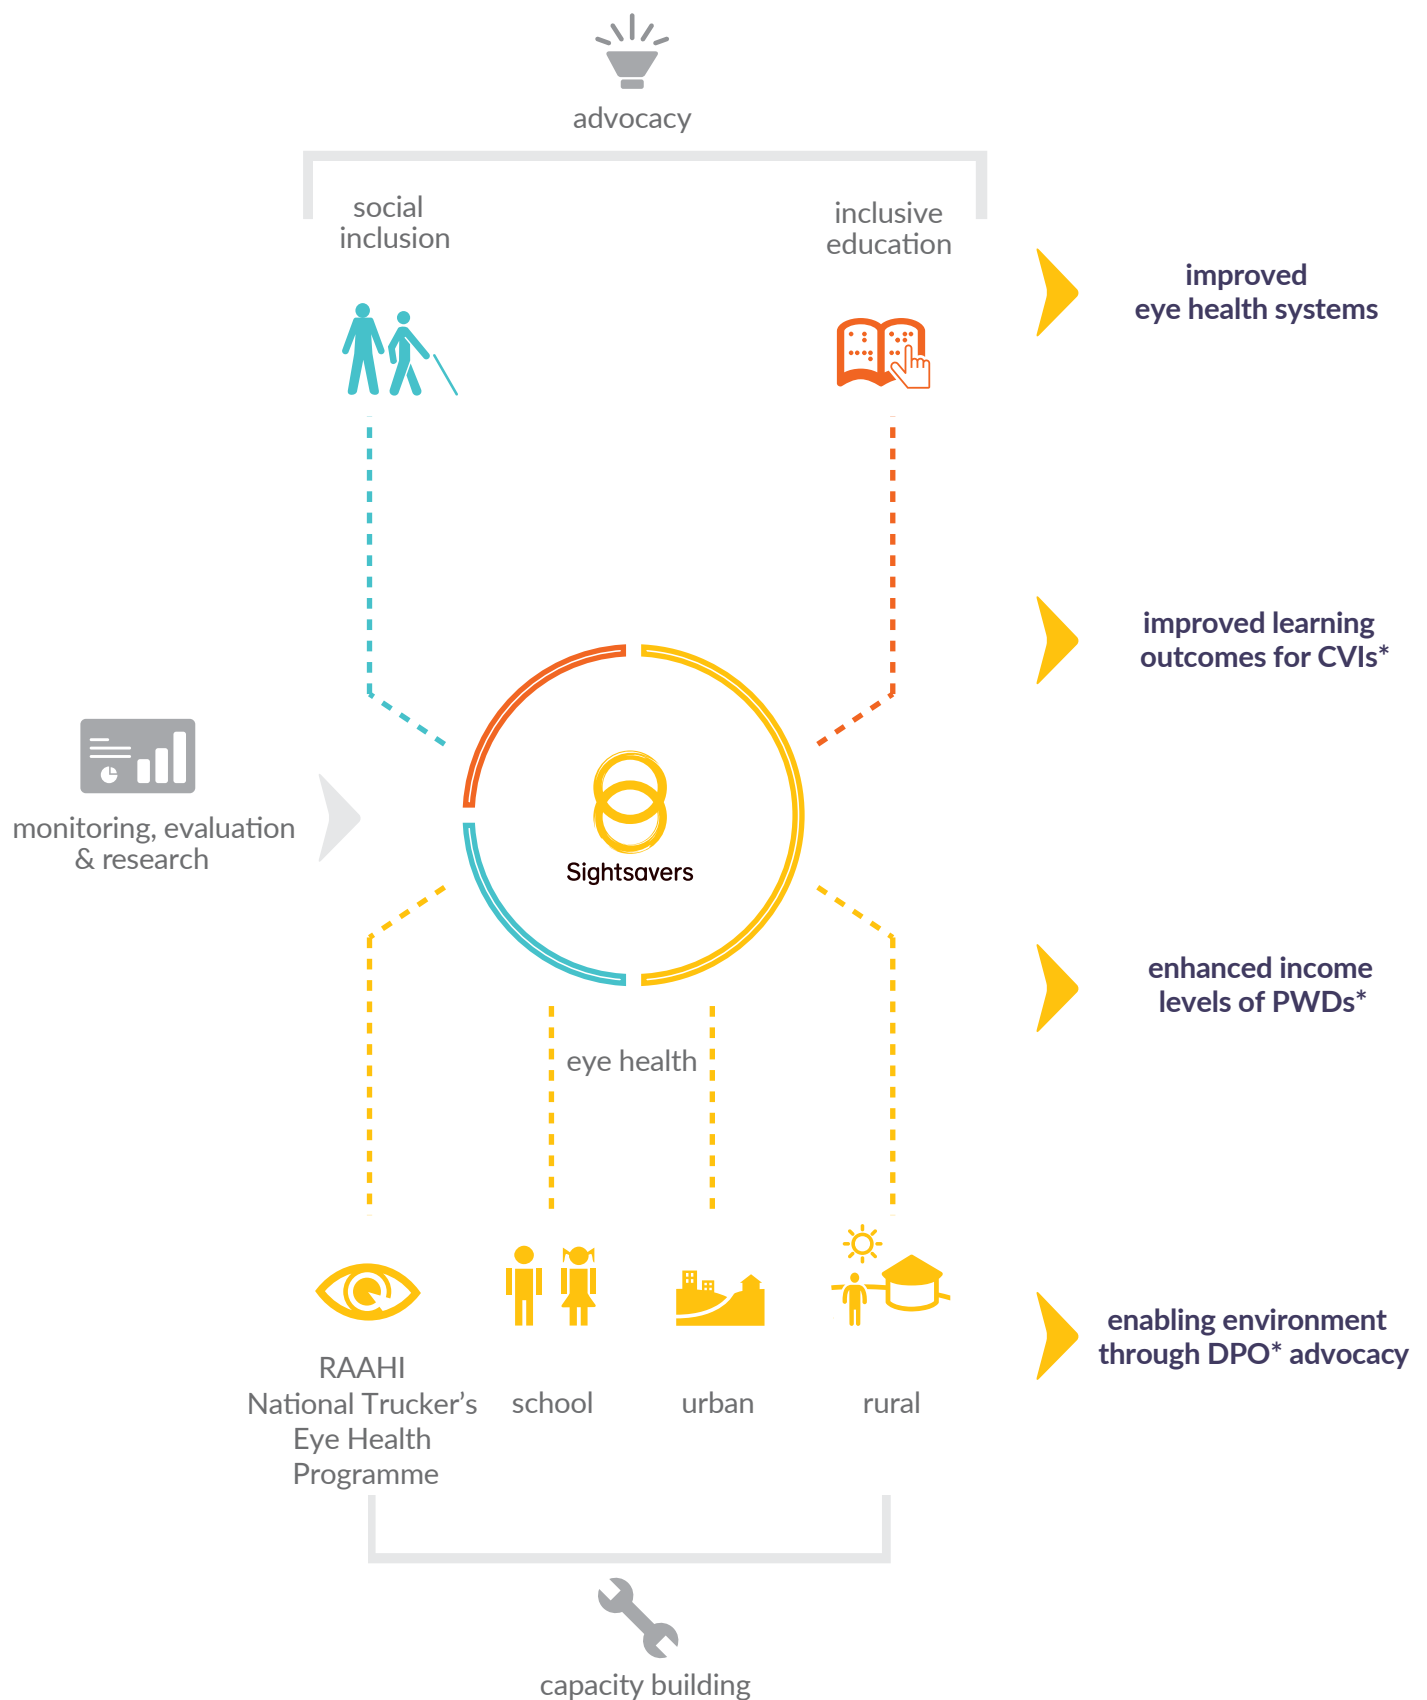 advocacy
social
inclusion
inclusive
education
improved
eye health systems
improved learning
outcomes for CVIs*
monitoring, evaluation
& research
Sightsavers
enhanced income
levels of PWDs*
eye health
RAAHI
National Trucker’s
Eye Health
Programme
school
urban
rural
enabling environment
through DPO* advocacy
capacity building